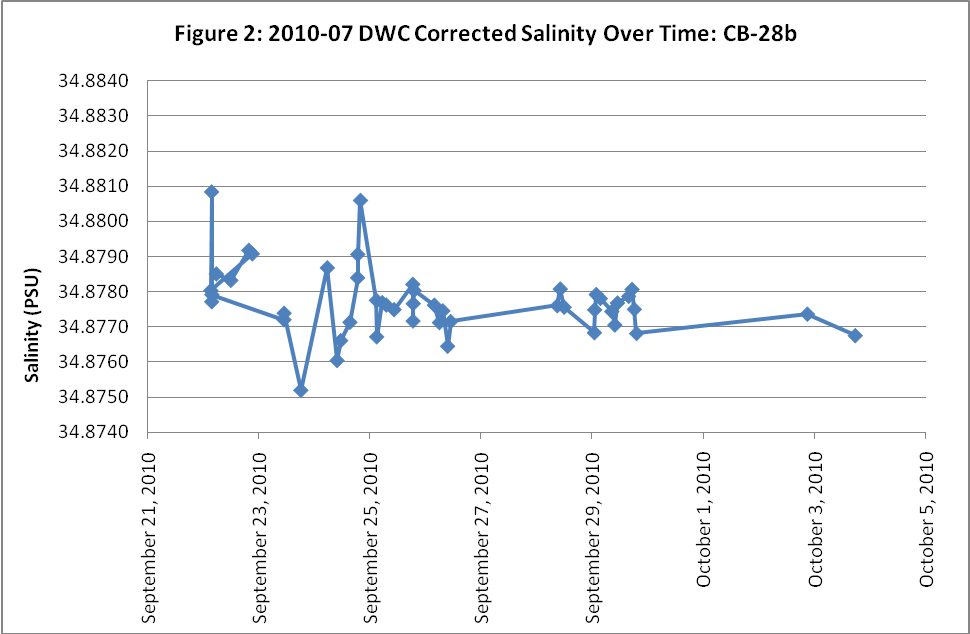 Figure 2: 2010-07 DWC Corrected Salinity Over Time: CB-28b
Salinity (PSU)
34.8840
34.8830
34.8820
34.8810
34.8800
34.8790
34.8780
34.8770
34.8760
34.8750
34.8740
September 21, 2010
September 23, 2010
September 25, 2010
September 27, 2010
September 29, 2010
October 1, 2010
October 3, 2010
October 5, 2010